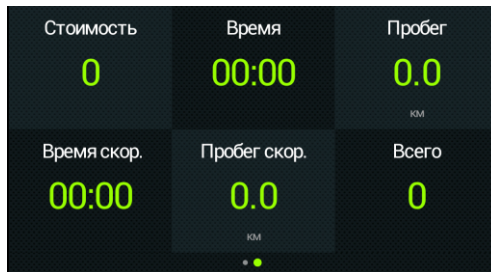 Стоимость Время Пробег
0 00:00 0.0
км
Время скор. Пробег скор. Всего
00:00 0.0 0
км